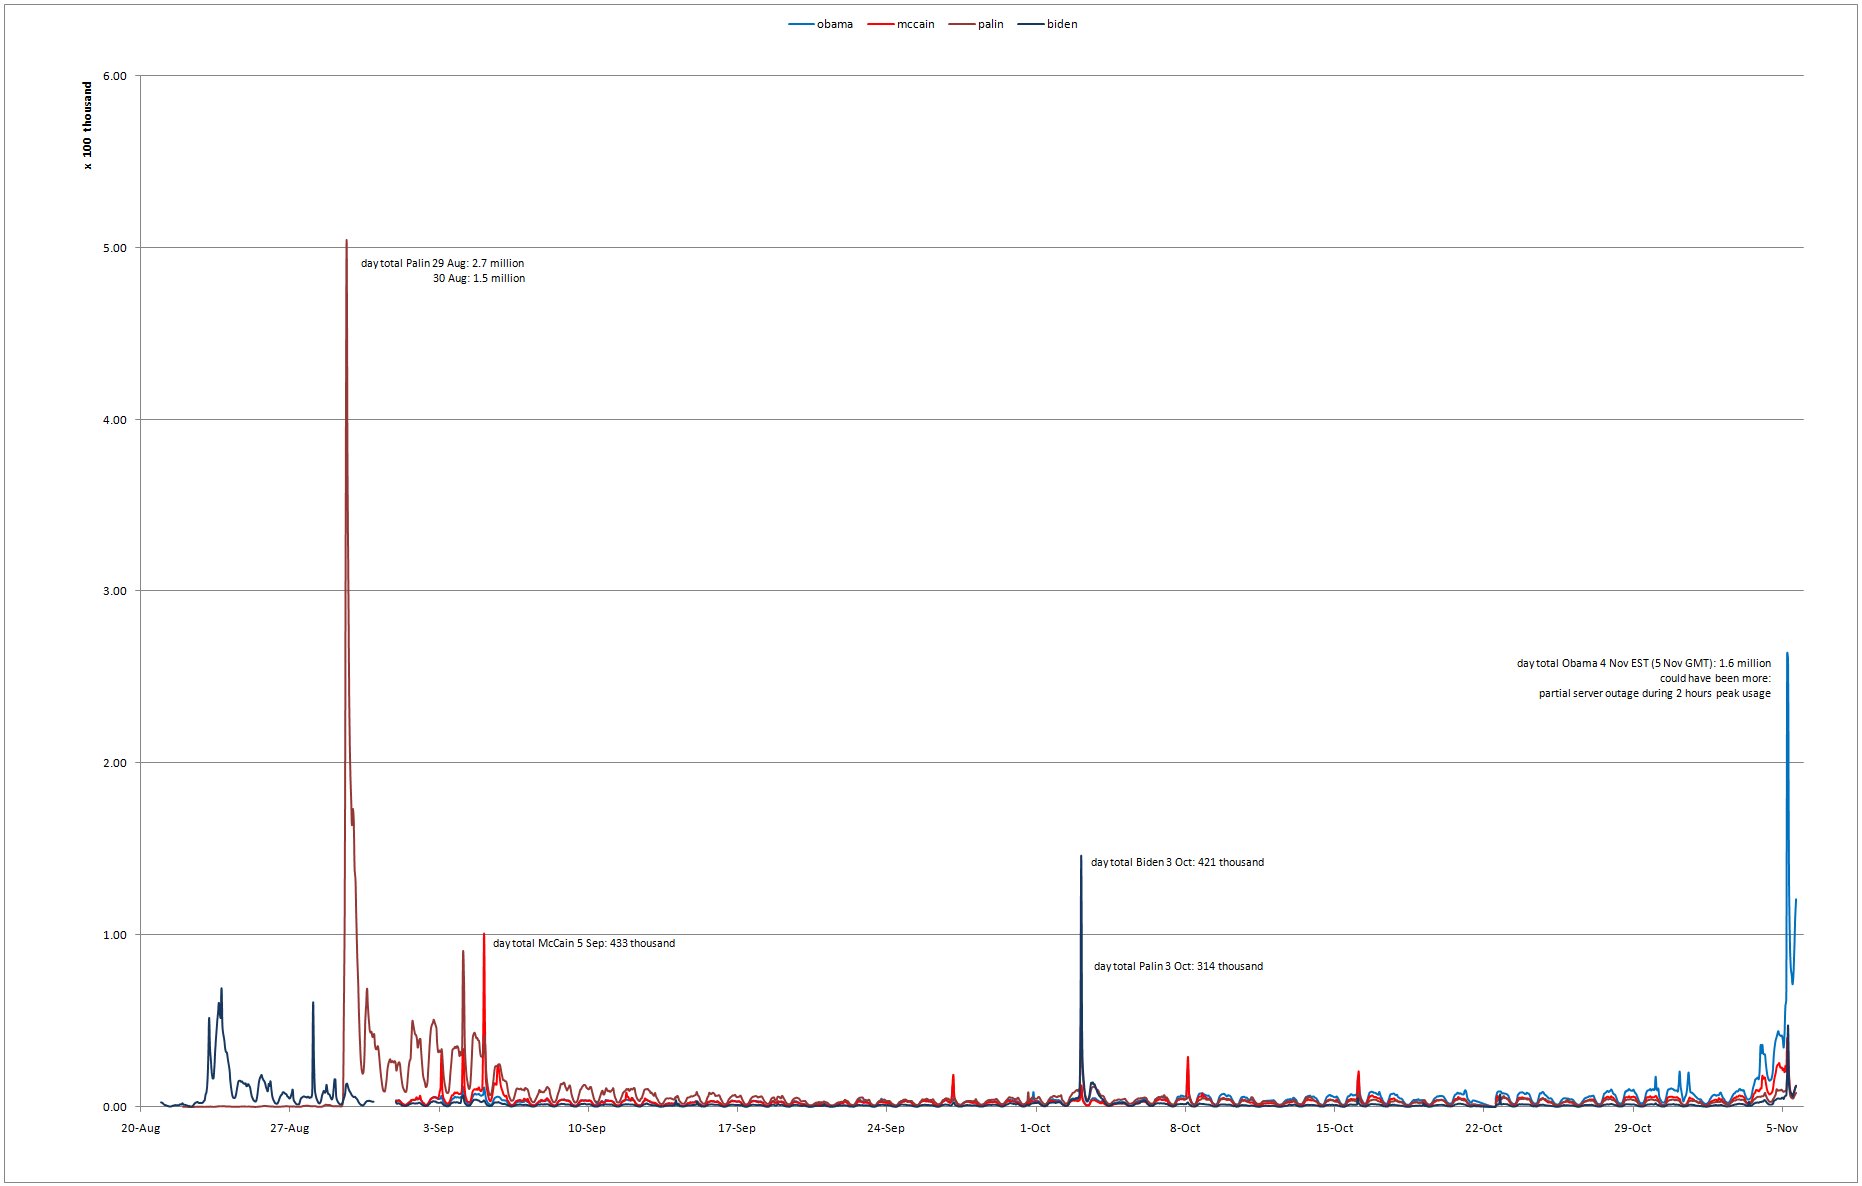 obama mccain palin biden
6.00
x 100 thousand
5.00
day total Palin 29 Aug: 2.7 million
30 Aug: 1.5 million
4.00
3.00
day total Obama 4 Nov EST (5 Nov GMT): 1.6 million
could have been more:
partial server outage during 2 hours peak usage
2.00
day total Biden 3 Oct: 421 thousand
1.00
day total McCain 5 Sep: 433 thousand
day total Palin 3 Oct: 314 thousand
0.00
20-Aug 27-Aug 3-Sep 10-Sep 17-Sep 24-Sep 1-Oct 8-Oct 15-Oct 22-Oct 29-Oct 5-Nov